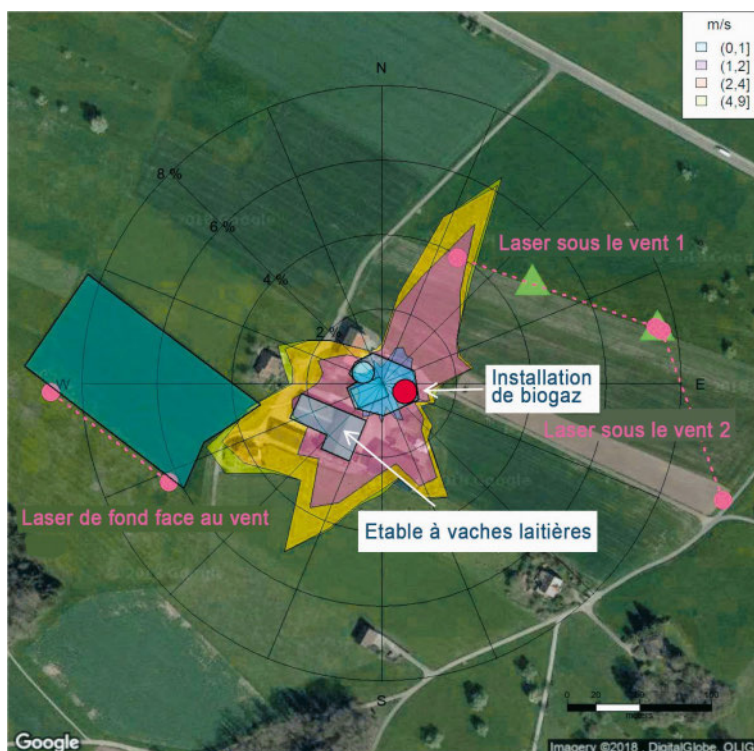 m/s
(0,1]
(1,2]
(2,4]
(4,9]
N
8 %
6 %
4 %
2 %
Laser sous le vent 1
W
E
Installation
de biogaz
Laser sous le vent 2
Laser de fond face au vent
Etable à vaches laitières
S
0 20
Google
Imagery ©2018 , DigitalGlobe,